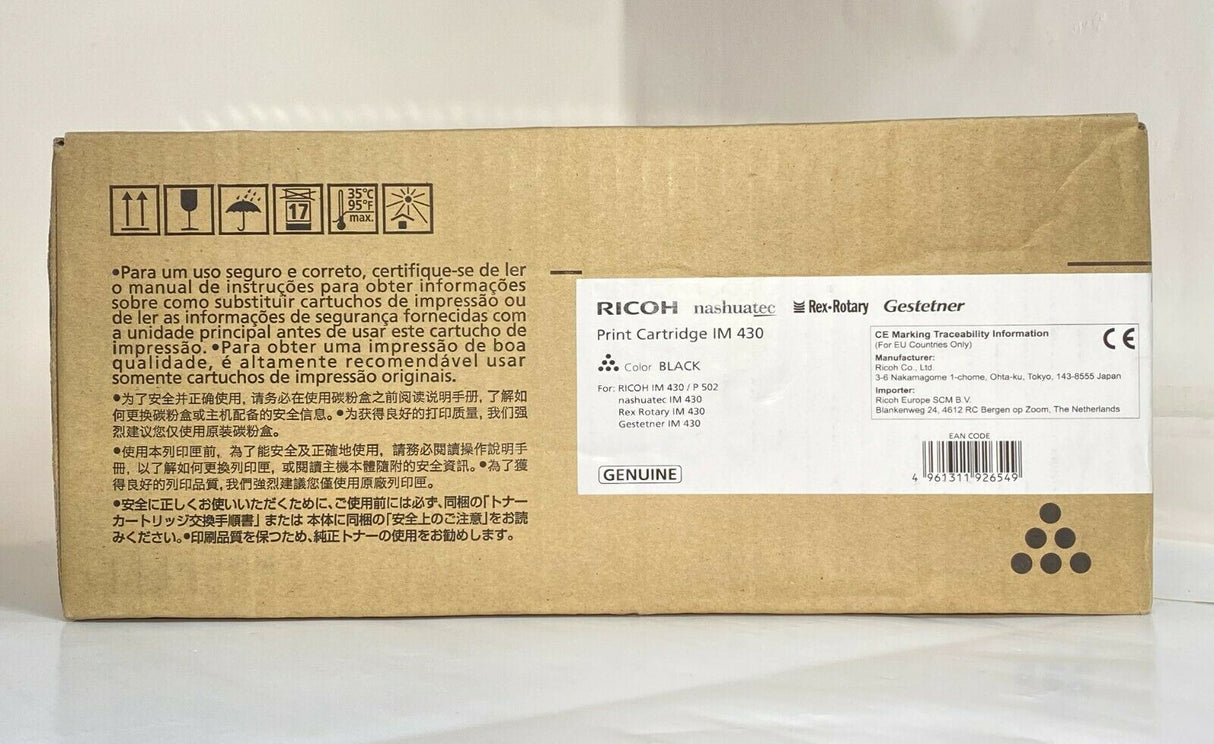 17
35°C
95°F
max.
•Para um uso seguro e correto, certifique-se de ler
o manual de instruções para obter informações
sobre como substituir cartuchos de impressão ou
de ler as informações de segurança fornecidas com
a unidade principal antes de usar este cartucho de
impressão. •Para obter uma impressão de boa
qualidade, é altamente recomendável usar
somente cartuchos de impressão originais.
•为了安全并正确使用，请务必在使用碳粉盒之前阅读说明手册，了解如
何更换碳粉盒或主机配备的安全信息。•为获得良好的打印质量，我们强
烈建议您仅使用原装碳粉盒。
•使用本列印匣前，為了能安全及正確地使用，請務必閱讀操作說明手
冊，以了解如何更換列印匣，或閱讀主機本體隨附的安全資訊。•為了獲
得良好的列印品質，我們強烈建議您僅使用原廠列印匣。
•安全に正しくお使いいただくために、ご使用前には必ず、同梱の「トナー
カートリッジ交換手順書」または 本体に同梱の「安全上のご注意」をお読
みください。•印刷品質を保つため、純正トナーの使用をお勧めします。
RICOH nashuatec Rex•Rotary Gestetner
Print Cartridge IM 430
Color BLACK
For: RICOH IM 430 / P 502
nashuatec IM 430
Rex Rotary IM 430
Gestetner IM 430
GENUINE
CE Marking Traceability Information
(For EU Countries Only)
CE
Manufacturer:
Ricoh Co., Ltd.
3-6 Nakamagome 1-chome, Ohta-ku, Tokyo, 143-8555 Japan
Importer:
Ricoh Europe SCM B.V.
Blankenweg 24, 4612 RC Bergen op Zoom, The Netherlands
EAN CODE
4 961311 926549